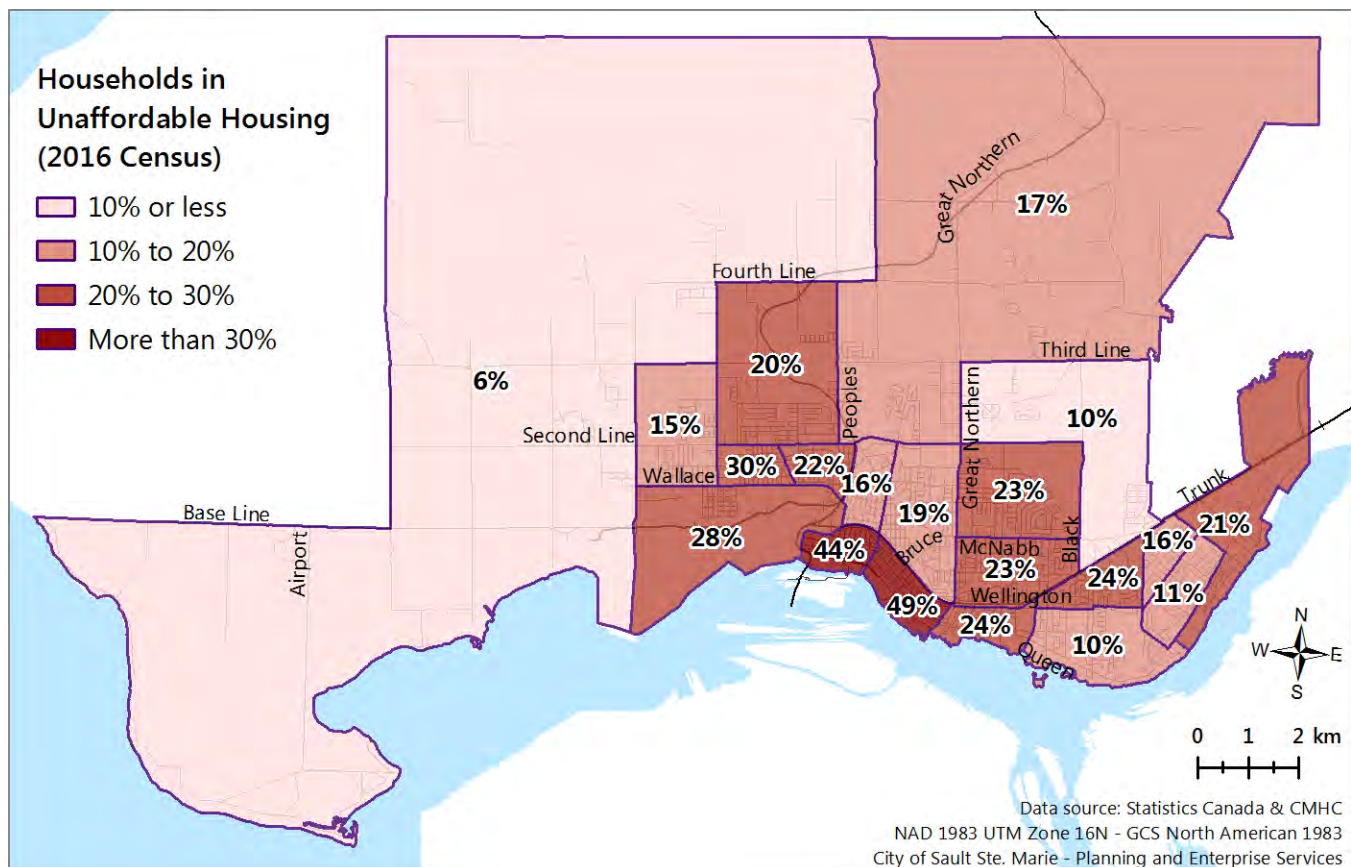 Households in
Unaffordable Housing
(2016 Census)
10% or less
10% to 20%
20% to 30%
More than 30%
Great Northern
17%
Fourth Line
Third Line
20%
6%
Peoples
Great Northern
10%
15%
Second Line
Wallace
30%
22%
16%
23%
Trunk
Base Line
19%
21%
Airport
28%
44%
Bruce
McNabb
Black
16%
23%
24%
11%
Wellington
49%
24%
Queen
10%
N
W
E
S
0 1 2 km
Data source: Statistics Canada & CMHC
NAD 1983 UTM Zone 16N - GCS North American 1983
City of Sault Ste. Marie - Planning and Enterprise Services